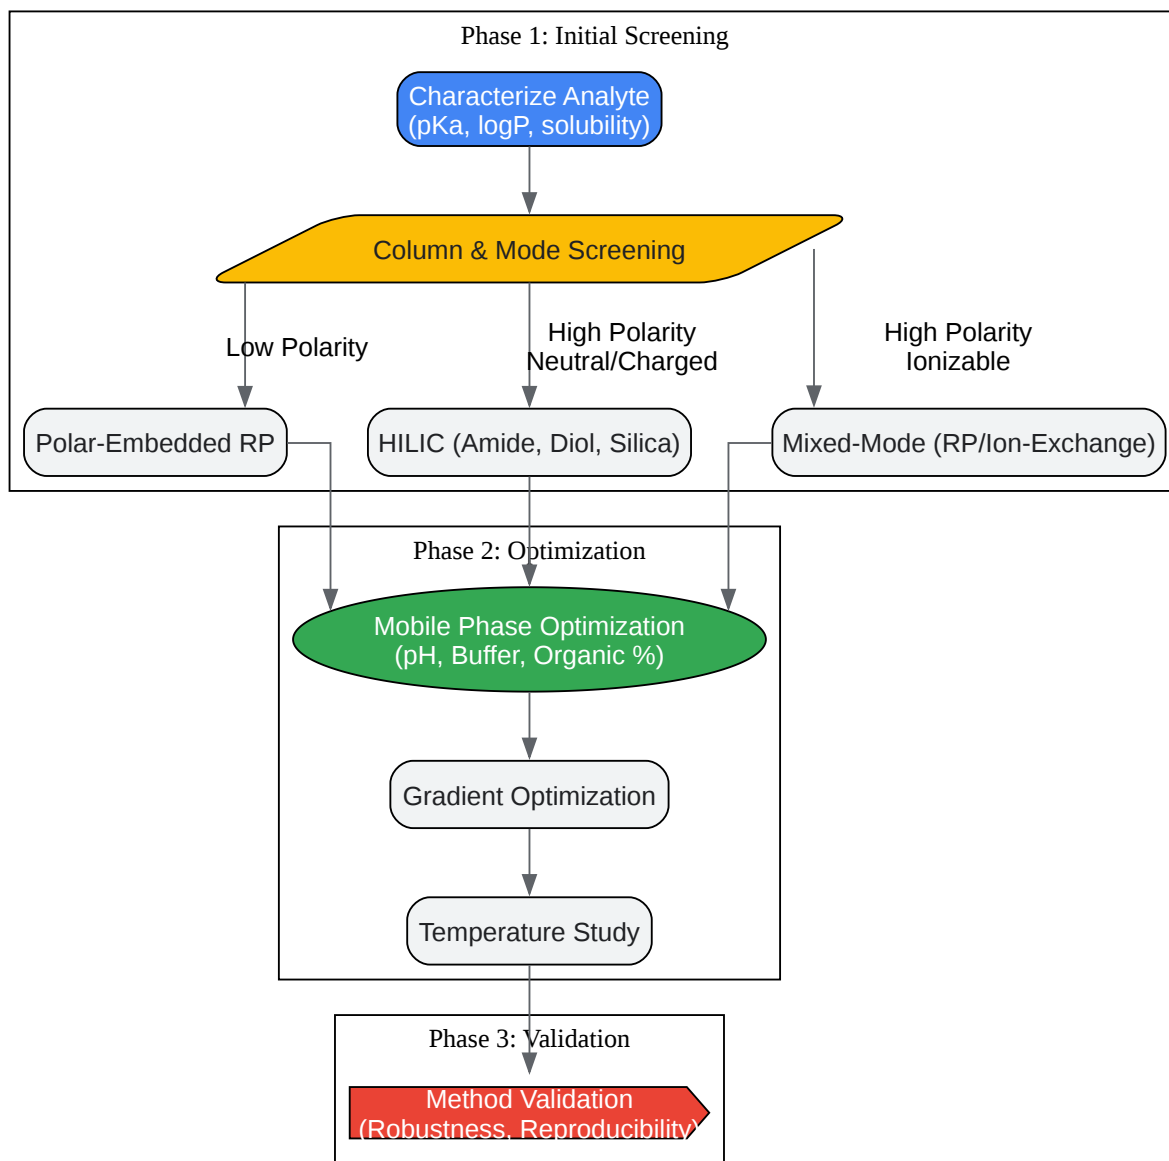 Phase 1: Initial Screening
Characterize Analyte
(pKa, logP, solubility)
Column & Mode Screening
Low Polarity
High Polarity
Neutral/Charged
High Polarity
Ionizable
Polar-Embedded RP
HILIC (Amide, Diol, Silica)
Mixed-Mode (RP/Ion-Exchange)
Phase 2: Optimization
Mobile Phase Optimization
(pH, Buffer, Organic %)
Gradient Optimization
Temperature Study
Phase 3: Validation
Method Validation
(Robustness, Reproducibility)